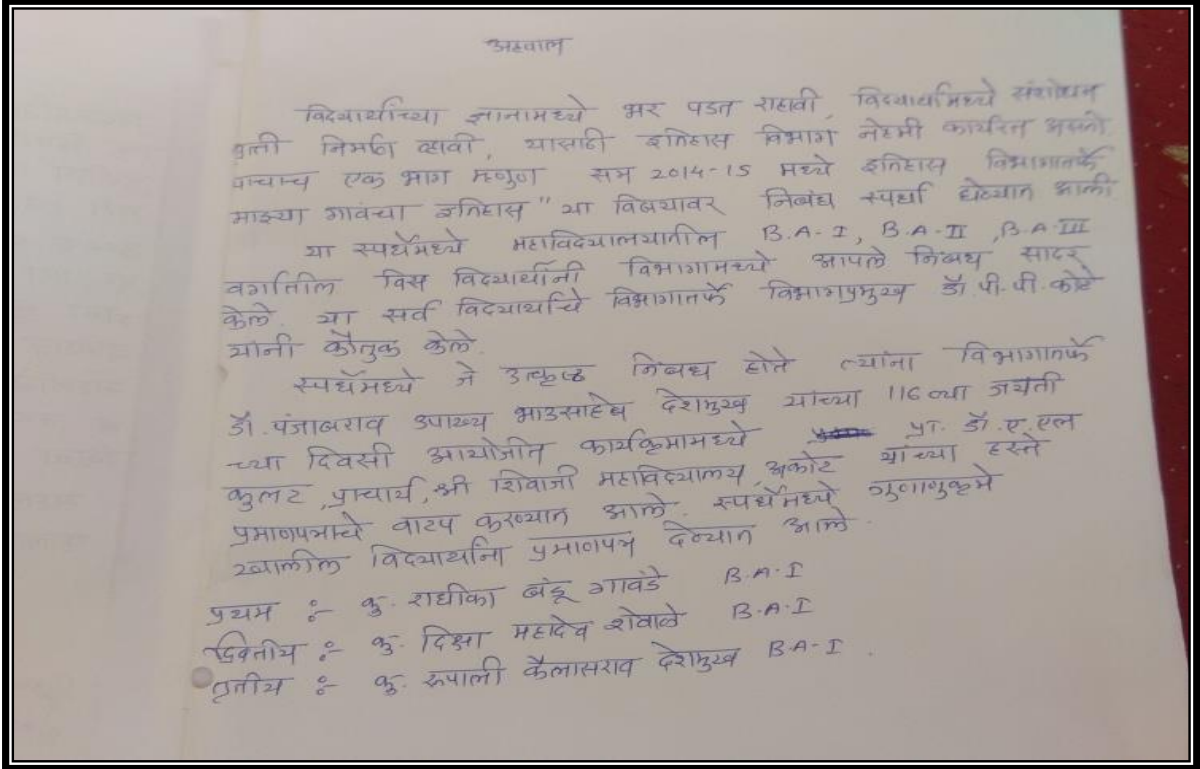 अहवाल
विद्यार्थीच्या ज्ञानामध्ये भर पडत राहावी, विद्यार्थामध्ये संशोधन
वृत्ती निर्माण व्हावी, यासाठी इतिहास विभाग नेहमी कार्यरत असतो.
याचाच एक भाग म्हणुण सत्र 2014-15 मध्ये इतिहास विभागातर्फे
माझ्या गावचा इतिहास" या विषयावर निबंध स्पर्धा घेण्यात आली
या स्पर्धेमध्ये महाविद्यालयातील B.A-I, B.A-II, B.A-III
वर्गातील विस विद्यार्थीनी विभागामध्ये आपले निबंध सादर
केले. या सर्व विद्यार्थाचे विभागातर्फे विभागप्रमुख डॉ.पी.पी.कोटे
यांनी कौतुक केले.
स्पर्धेमध्ये जे उत्कृष्ठ निबंध होते त्यांना विभागातर्फे
डॉ.पंजाबराव उपाख्य भाउसाहेब देशमुख यांच्या 116 व्या जयंती
च्या दिवसी आयोजीत कार्यक्रमामध्ये प्रा. डॉ.ए.एल
कुलट, प्राचार्य, श्री शिवाजी महाविद्यालय, अकोट यांच्या हस्ते
प्रमाणपत्राचे वाटप करण्यात आले. स्पर्धेमध्ये गुणाणुक्रमे
खालील विद्यार्थाना प्रमाणपत्र देण्यात आले.
प्रथम :- कु. राधीका बंडू गावंडे B.A-I
द्वितीय :- कु. दिक्षा महादेव शेवाळे B.A-I
तृतीय :- कु. रुपाली कैलासराव देशमुख B.A-I.